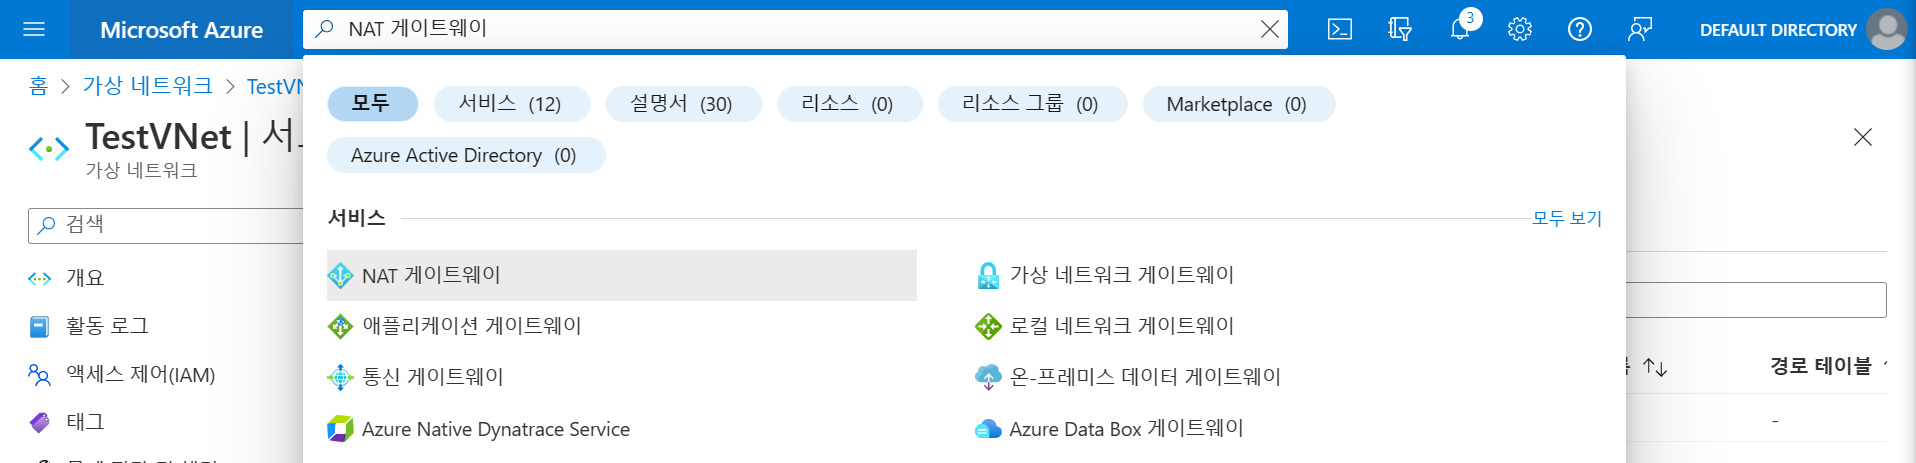 Microsoft Azure
NAT 게이트웨이
3
DEFAULT DIRECTORY
홈 > 가상 네트워크 > TestVN
TestVNet | 서
가상 네트워크
검색
개요
활동 로그
액세스 제어(IAM)
태그
모두
서비스 (12)
설명서 (30)
리소스 (0)
리소스 그룹 (0)
Marketplace (0)
Azure Active Directory (0)
서비스
모두 보기
NAT 게이트웨이
가상 네트워크 게이트웨이
애플리케이션 게이트웨이
로컬 네트워크 게이트웨이
통신 게이트웨이
온-프레미스 데이터 게이트웨이
Azure Native Dynatrace Service
Azure Data Box 게이트웨이
↑↓
경로 테이블
-